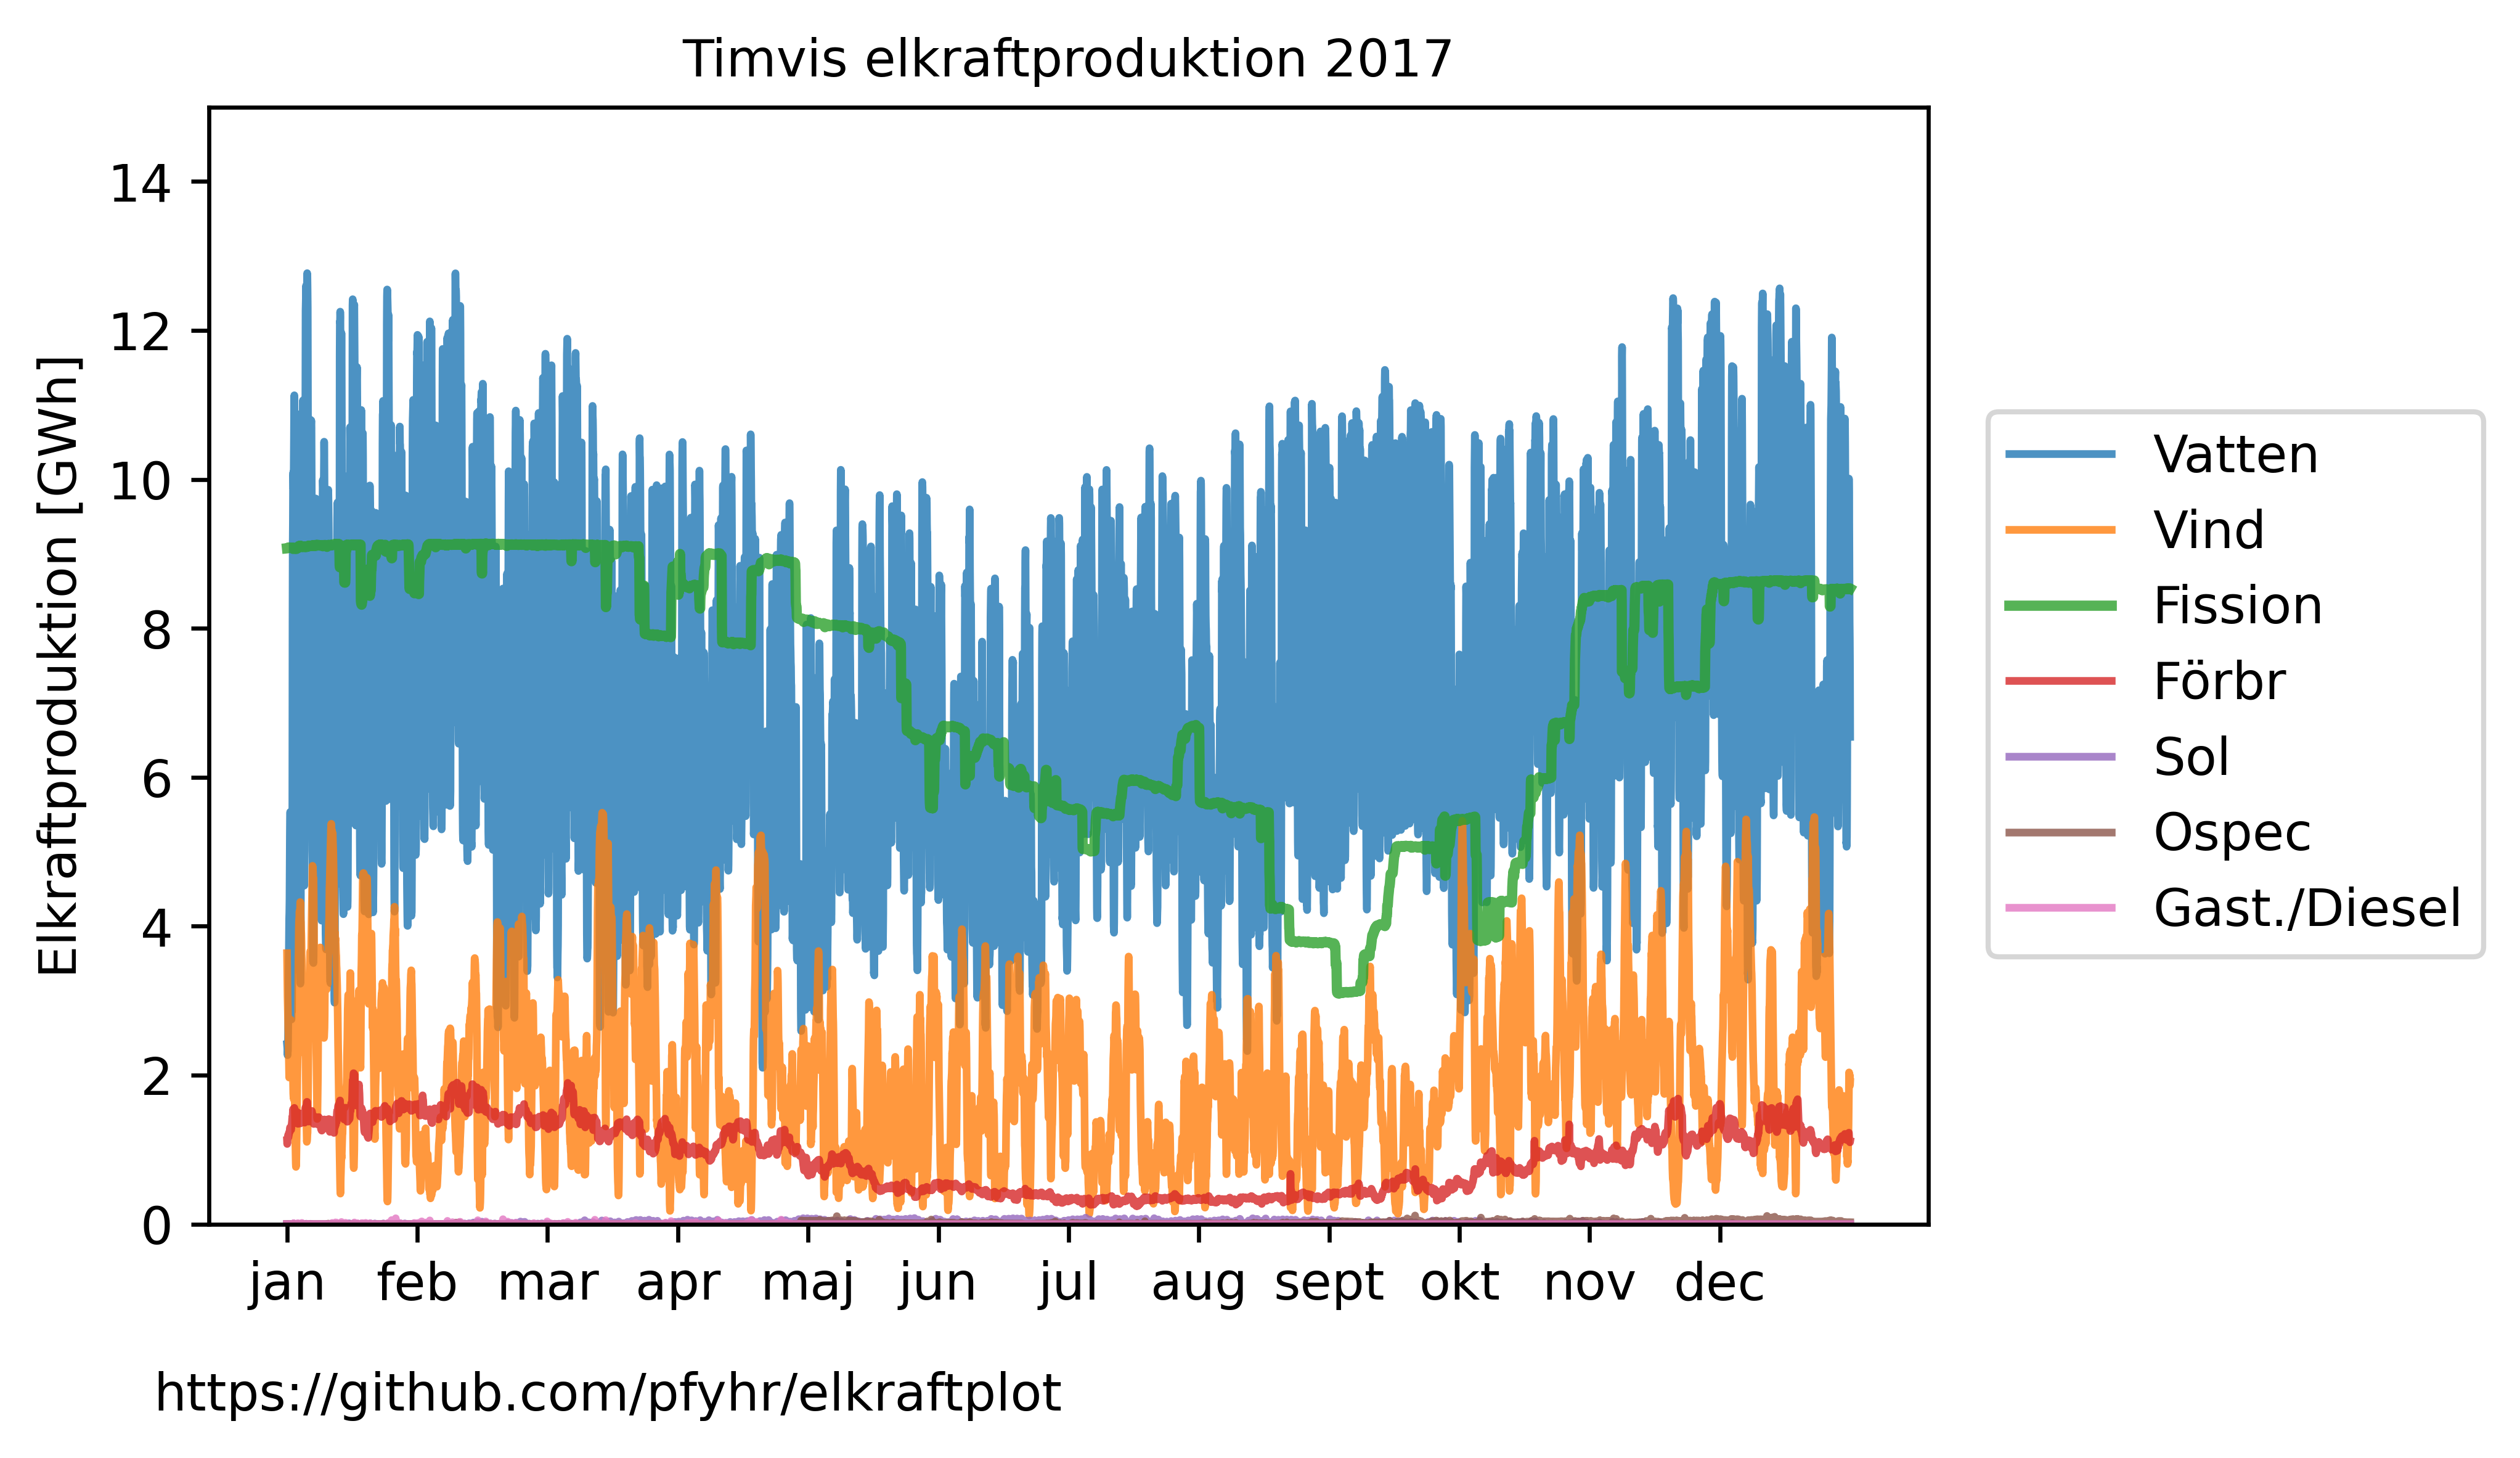 Timvis elkraftproduktion 2017
Elkraftproduktion [GWh]
14
12
10
8
6
4
2
0
jan feb mar apr maj jun jul aug sept okt nov dec
Vatten
Vind
Fission
Förbr
Sol
Ospec
Gast./Diesel
https://github.com/pfyhr/elkraftplot